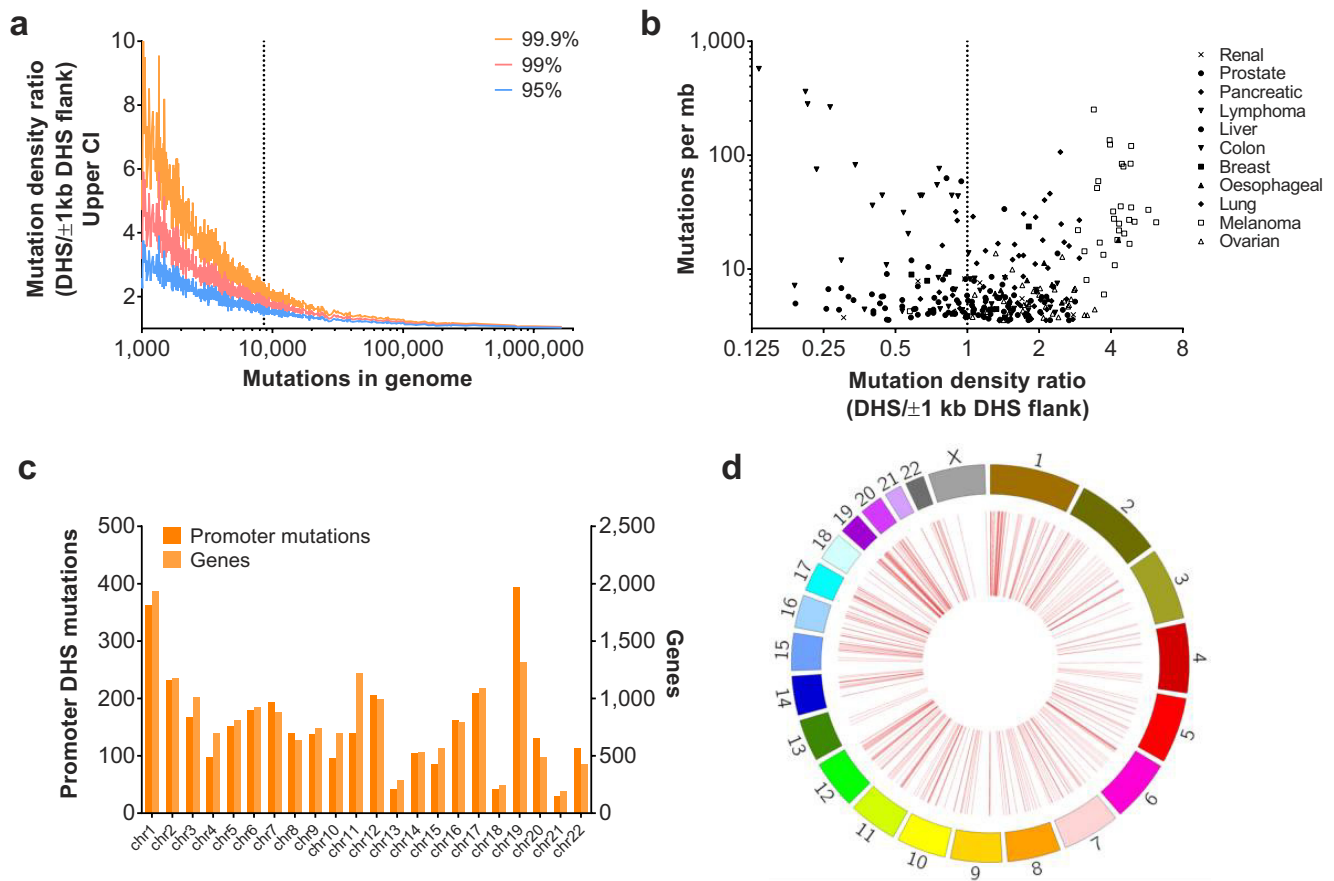 a
10
8
6
4
2
Mutation density ratio
(DHS/±1kb DHS flank)
Upper CI
99.9%
99%
95%
1,000
10,000
100,000
1,000,000
Mutations in genome
b
1,000
100
10
Mutations per mb
0.125
0.25
0.5
1
2
4
8
Mutation density ratio
(DHS/±1 kb DHS flank)
Renal
Prostate
Pancreatic
Lymphoma
Liver
Colon
Breast
Oesophageal
Lung
Melanoma
Ovarian
c
500
400
300
200
100
0
Promoter DHS mutations
Promoter mutations
Genes
2,500
2,000
1,500
1,000
500
0
Genes
chr1
chr2
chr3
chr4
chr5
chr6
chr7
chr8
chr9
chr10
chr11
chr12
chr13
chr14
chr15
chr16
chr17
chr18
chr19
chr20
chr21
chr22
d
1
2
3
4
5
6
7
8
9
10
11
12
13
14
15
16
17
18
19
20
21
22
X